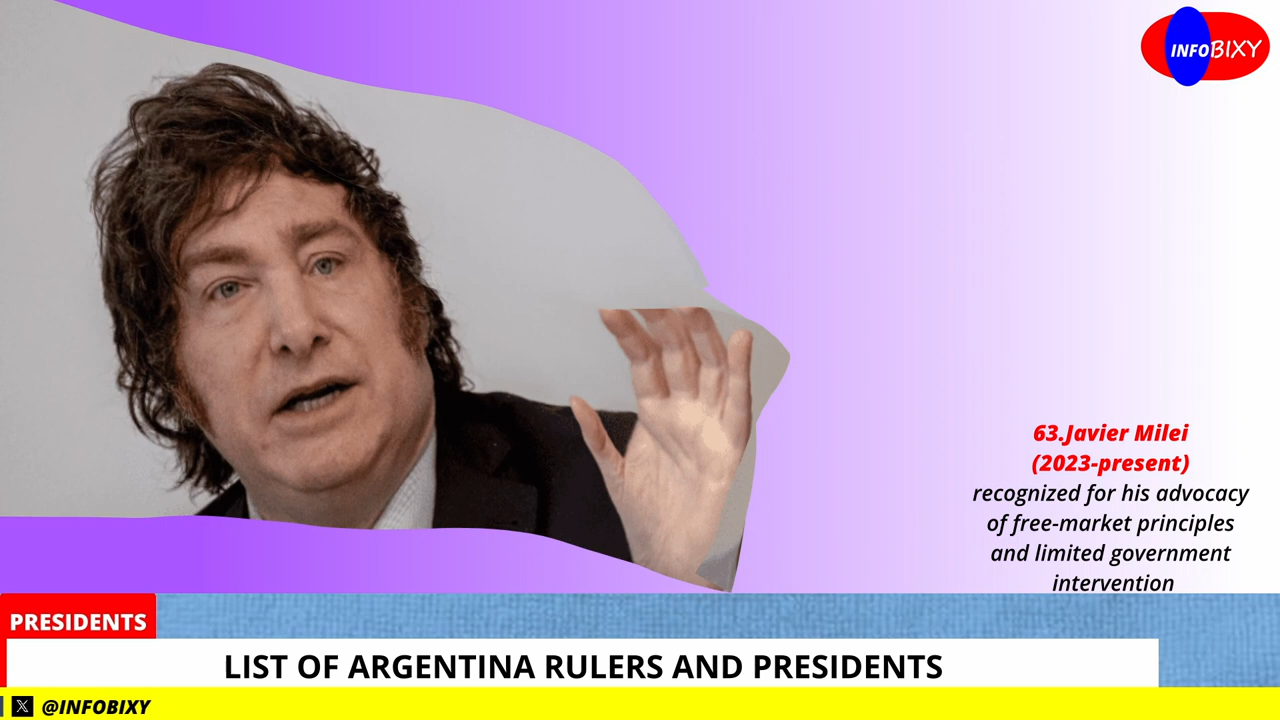 INFOBIXY
63.Javier Milei
(2023-present)
recognized for his advocacy
of free-market principles
and limited government
intervention
PRESIDENTS
LIST OF ARGENTINA RULERS AND PRESIDENTS
X @INFOBIXY